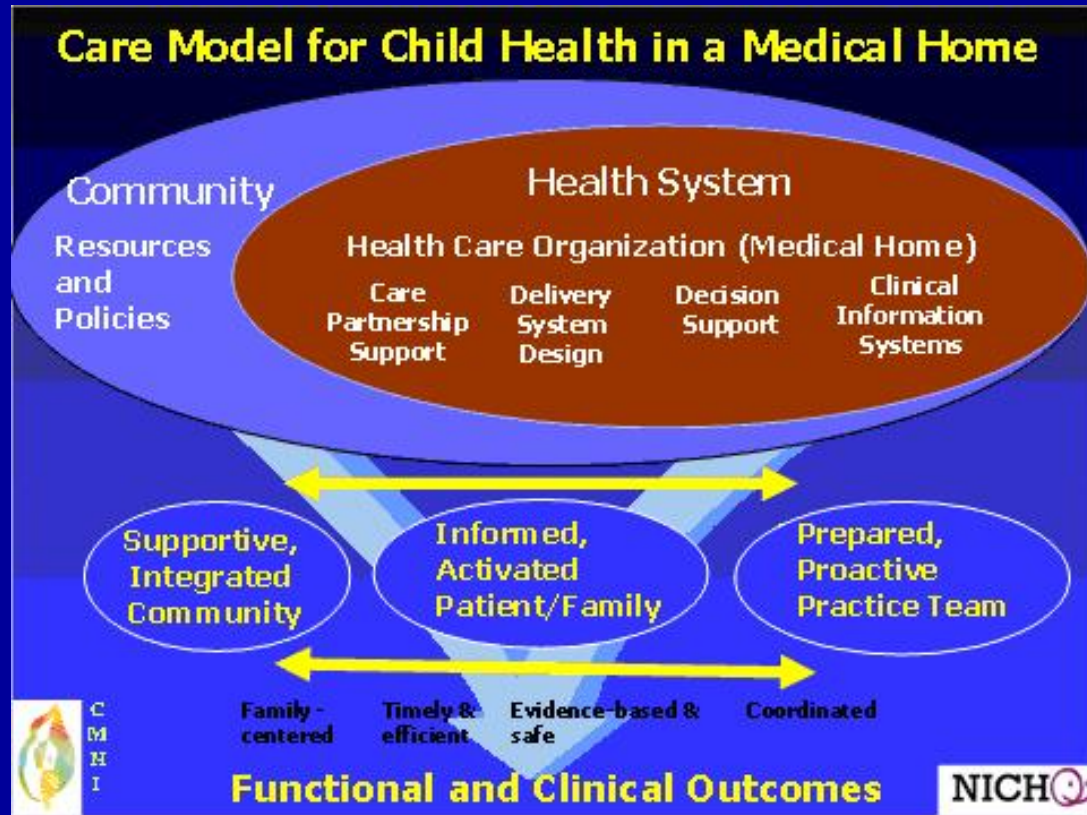 Care Model for Child Health in a Medical Home
Community
Resources
and
Policies
Health System
Health Care Organization (Medical Home)
Care
Partnership
Support
Delivery
System
Design
Decision
Support
Clinical
Information
Systems
Supportive,
Integrated
Community
Informed,
Activated
Patient/Family
Prepared,
Proactive
Practice Team
Family -
centered
Timely &
efficient
Evidence-based &
safe
Coordinated
Functional and Clinical Outcomes
C
M
N
I
NICHQ